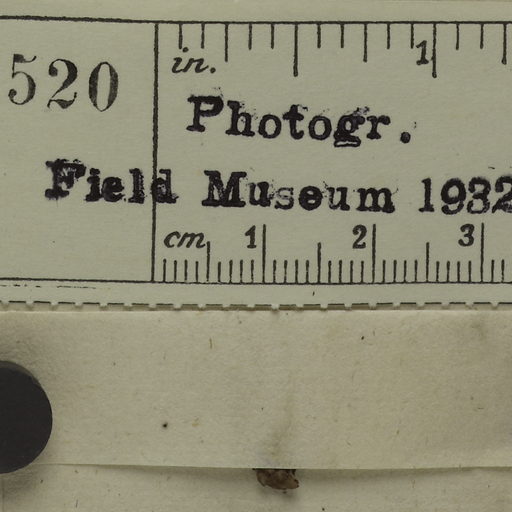 520
in. 1
Photogr.
Field Museum 1932
cm 1 2 3